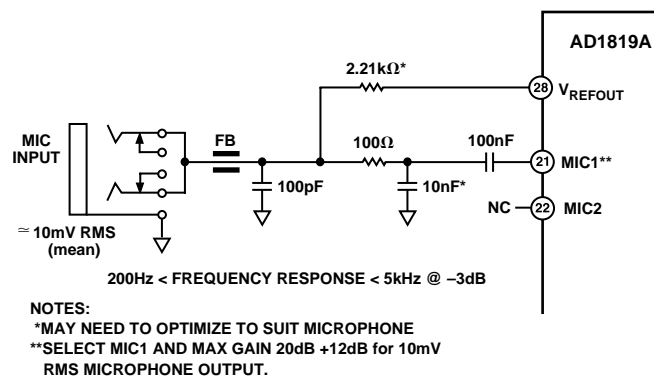 AD1819A
2.21kΩ*
28 VREFOUT
MIC
INPUT
FB
100Ω
100nF
21 MIC1**
100pF
10nF*
NC 22 MIC2
≃ 10mV RMS
(mean)
200Hz < FREQUENCY RESPONSE < 5kHz @ –3dB
NOTES:
*MAY NEED TO OPTIMIZE TO SUIT MICROPHONE
**SELECT MIC1 AND MAX GAIN 20dB +12dB for 10mV
RMS MICROPHONE OUTPUT.